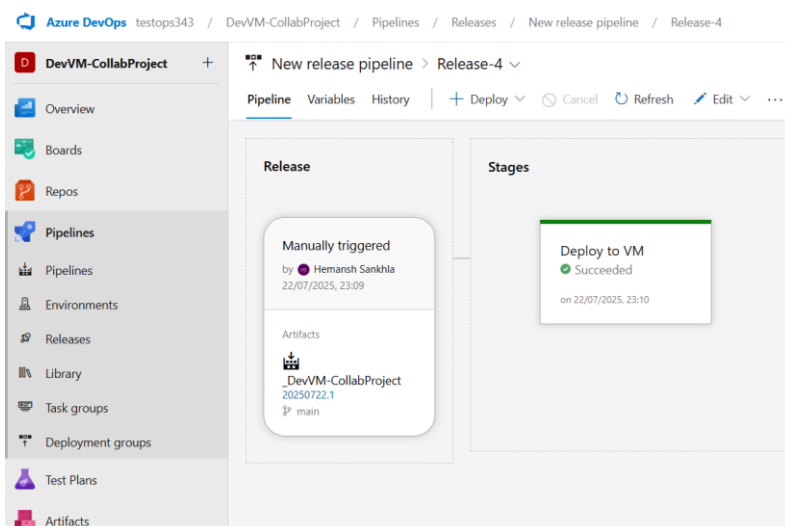 Azure DevOps testops343 / DevVM-CollabProject / Pipelines / Releases / New release pipeline / Release-4
D DevVM-CollabProject +
New release pipeline > Release-4
Pipeline Variables History + Deploy Cancel Refresh Edit ...
Overview
Boards
Repos
Pipelines
Pipelines
Environments
Releases
Library
Task groups
Deployment groups
Test Plans
Artifacts
Release
Manually triggered
by Hemansh Sankhla
22/07/2025, 23:09
Artifacts
_DevVM-CollabProject
20250722.1
main
Stages
Deploy to VM
Succeeded
on 22/07/2025, 23:10